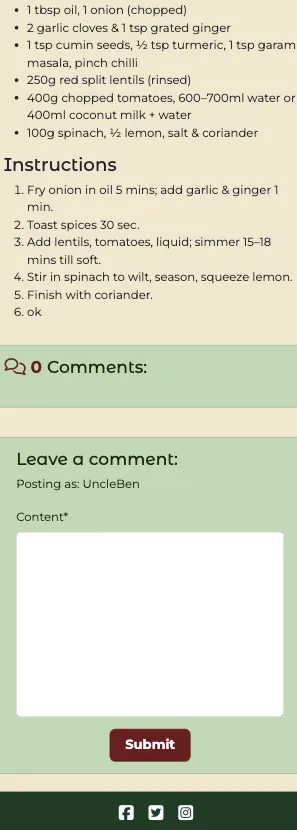 • 1 tbsp oil, 1 onion (chopped)
• 2 garlic cloves & 1 tsp grated ginger
• 1 tsp cumin seeds, ½ tsp turmeric, 1 tsp garam
masala, pinch chilli
• 250g red split lentils (rinsed)
• 400g chopped tomatoes, 600–700ml water or
400ml coconut milk + water
• 100g spinach, ½ lemon, salt & coriander
Instructions
1. Fry onion in oil 5 mins; add garlic & ginger 1
min.
2. Toast spices 30 sec.
3. Add lentils, tomatoes, liquid; simmer 15–18
mins till soft.
4. Stir in spinach to wilt, season, squeeze lemon.
5. Finish with coriander.
6. ok
0 Comments:
Leave a comment:
Posting as: UncleBen
Content*
Submit